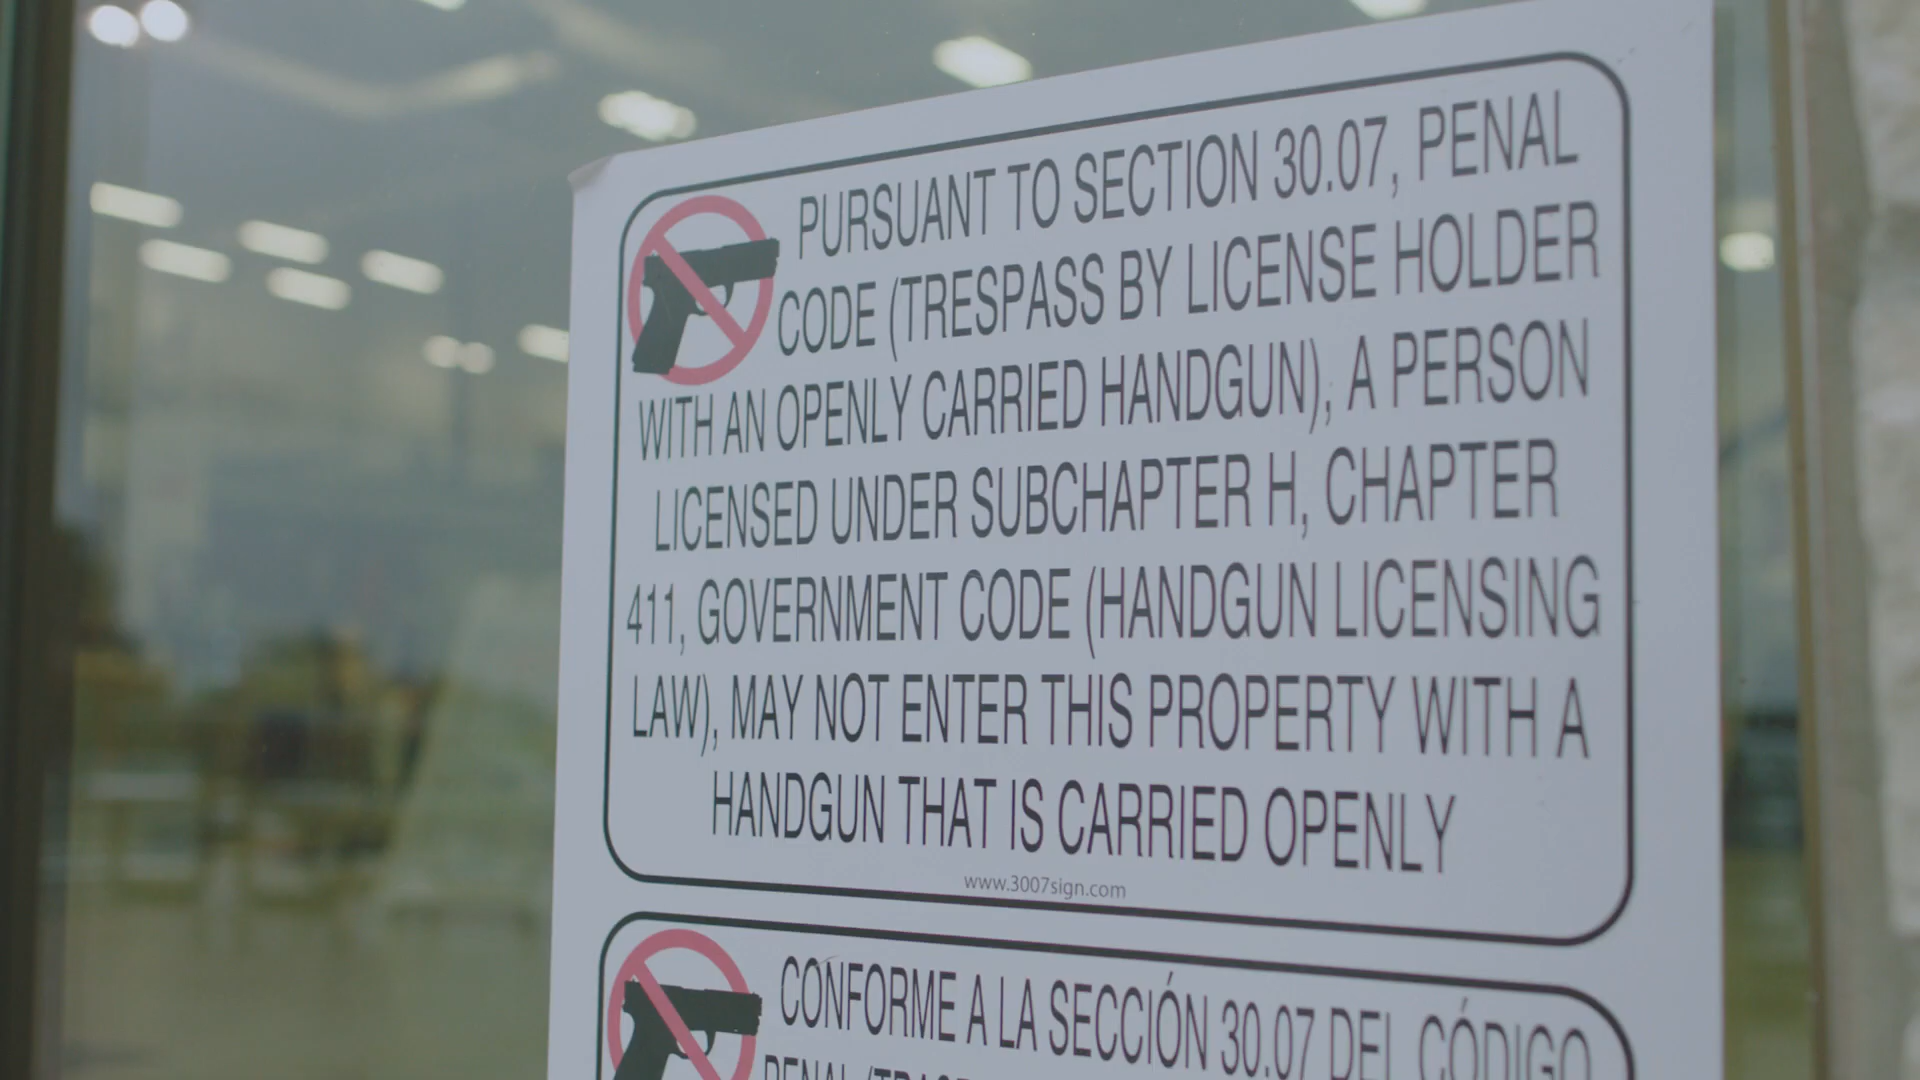 PURSUANT TO SECTION 30.07, PENAL
CODE (TRESPASS BY LICENSE HOLDER
WITH AN OPENLY CARRIED HANDGUN), A PERSON
LICENSED UNDER SUBCHAPTER H, CHAPTER
411, GOVERNMENT CODE (HANDGUN LICENSING
LAW), MAY NOT ENTER THIS PROPERTY WITH A
HANDGUN THAT IS CARRIED OPENLY
www.3007sign.com
CONFORME A LA SECCIÓN 30.07 DEL CÓDIGO
PENAL